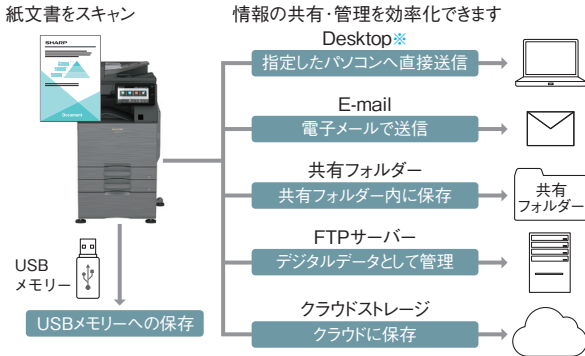 紙文書をスキャン
情報の共有・管理を効率化できます
SHARP
Document
Desktop※
指定したパソコンへ直接送信
E-mail
電子メールで送信
共有フォルダー
共有フォルダー内に保存
共有
フォルダー
FTPサーバー
デジタルデータとして管理
クラウドストレージ
クラウドに保存
USB
メモリー
USBメモリーへの保存